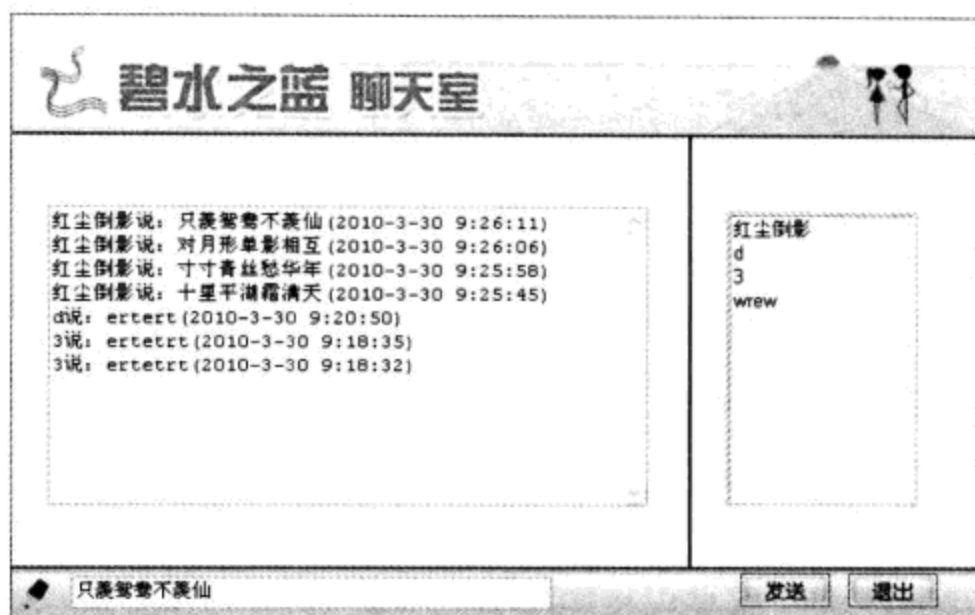 碧水之蓝 聊天室
红尘倒影说：只羡鸳鸯不羡仙(2010-3-30 9:26:11)
红尘倒影说：对月形单影相互(2010-3-30 9:26:06)
红尘倒影说：寸寸青丝愁华年(2010-3-30 9:25:58)
红尘倒影说：十里平湖霜满天(2010-3-30 9:25:45)
d说：ertert(2010-3-30 9:20:50)
3说：ertetrt(2010-3-30 9:18:35)
3说：ertetrt(2010-3-30 9:18:32)
红尘倒影
d
3
wrew
只羡鸳鸯不羡仙
发送
退出